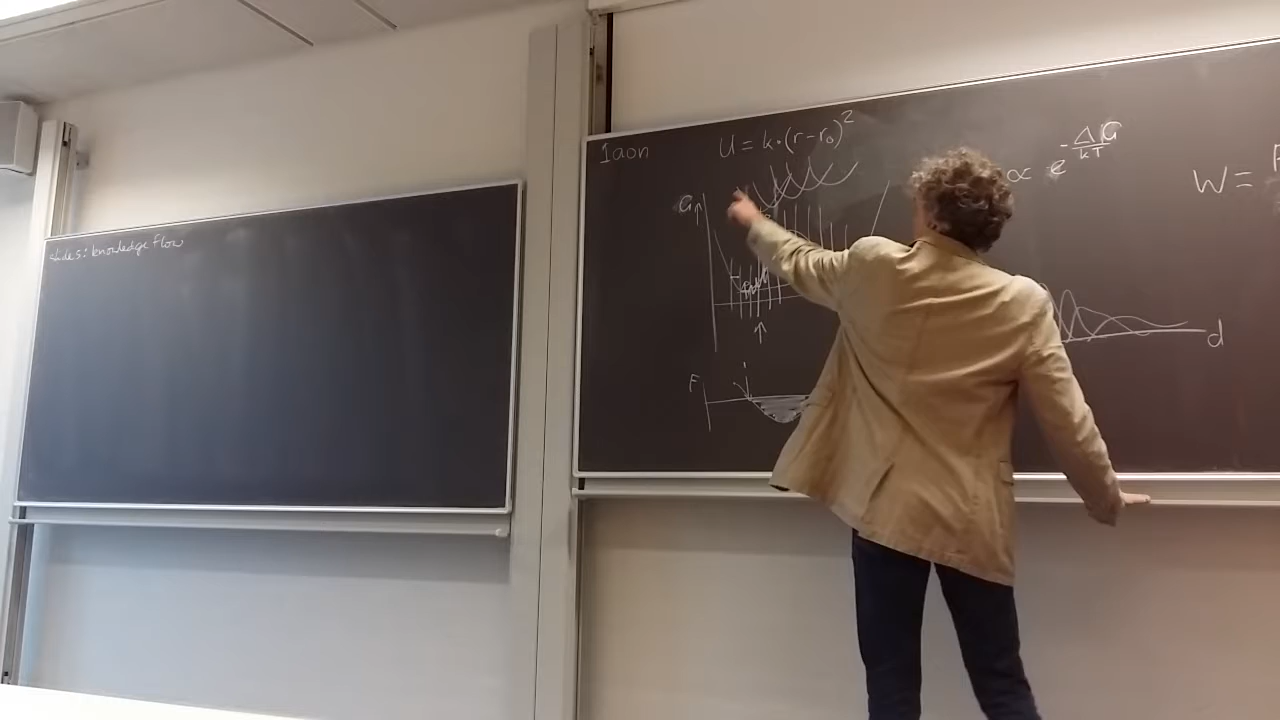 slides: knowledge flow
1aon
U = k·(r-r₀)²
∝ e^(-ΔG/kT)
W =
G↑
F
i
d